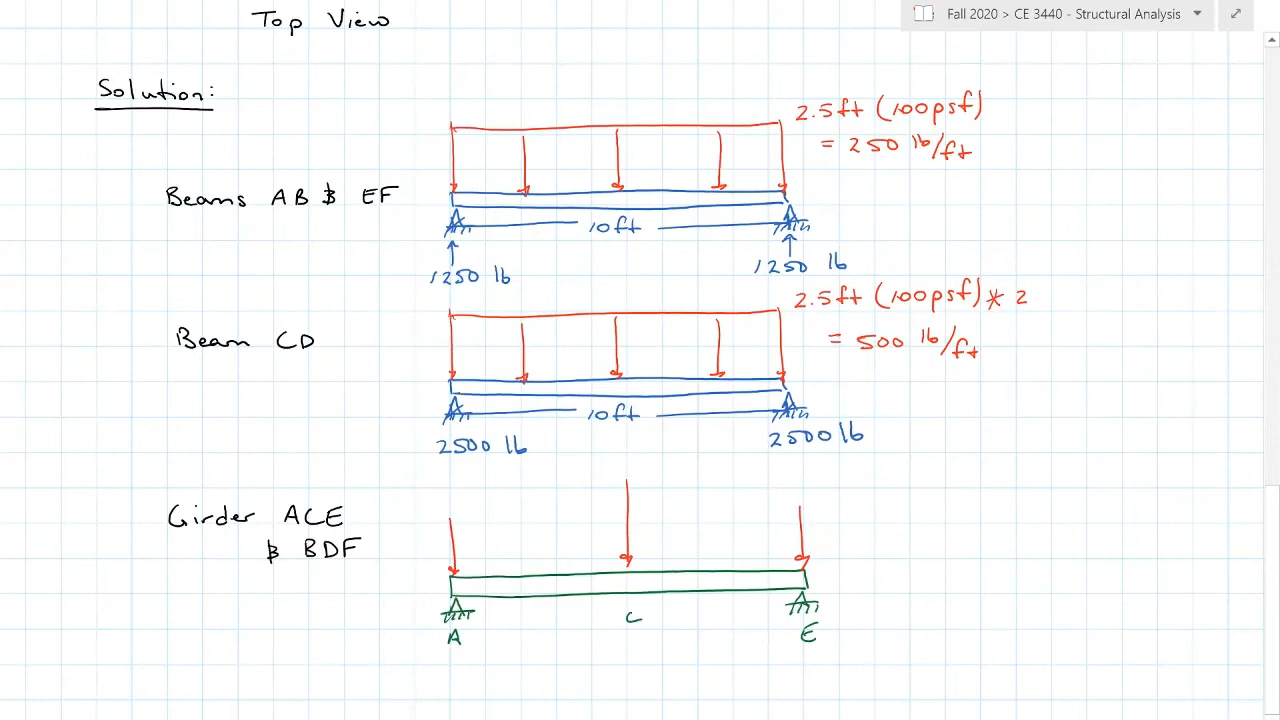 Top View
Fall 2020 > CE 3440 - Structural Analysis
Solution:
2.5ft (100psf)
= 250 lb/ft
Beams AB & EF
10ft
1250 lb
1250 lb
2.5ft (100psf) * 2
= 500 lb/ft
Beam CD
10ft
2500 lb
2500 lb
Girder ACE
& BDF
A
C
E